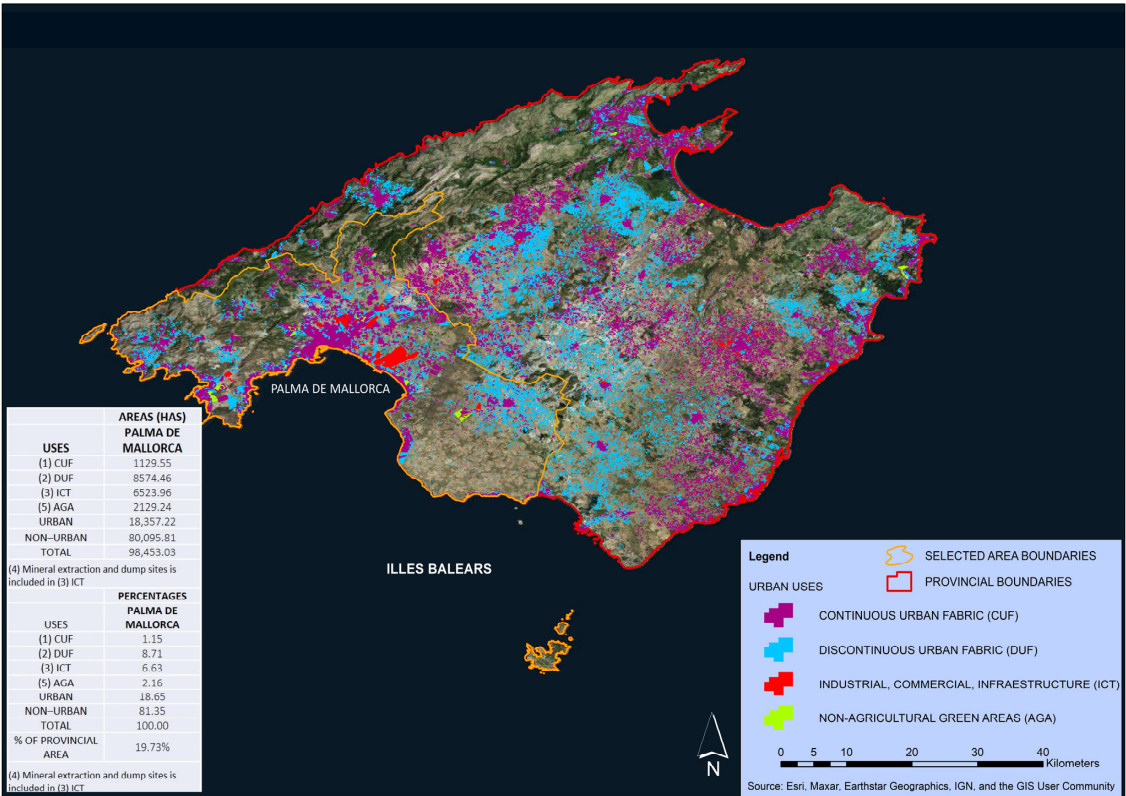 PALMA DE MALLORCA
AREAS (HAS)
USES PALMA DE MALLORCA
(1) CUF 1129.55
(2) DUF 8574.46
(3) ICT 6523.96
(5) AGA 2129.24
URBAN 18,357.22
NON–URBAN 80,095.81
TOTAL 98,453.03
(4) Mineral extraction and dump sites is
included in (3) ICT
PERCENTAGES
USES PALMA DE MALLORCA
(1) CUF 1.15
(2) DUF 8.71
(3) ICT 6.63
(5) AGA 2.16
URBAN 18.65
NON–URBAN 81.35
TOTAL 100.00
% OF PROVINCIAL AREA 19.73%
(4) Mineral extraction and dump sites is
included in (3) ICT
ILLES BALEARS
N
Legend
SELECTED AREA BOUNDARIES
PROVINCIAL BOUNDARIES
URBAN USES
CONTINUOUS URBAN FABRIC (CUF)
DISCONTINUOUS URBAN FABRIC (DUF)
INDUSTRIAL, COMMERCIAL, INFRAESTRUCTURE (ICT)
NON-AGRICULTURAL GREEN AREAS (AGA)
0 5 10 20 30 40
Kilometers
Source: Esri, Maxar, Earthstar Geographics, IGN, and the GIS User Community